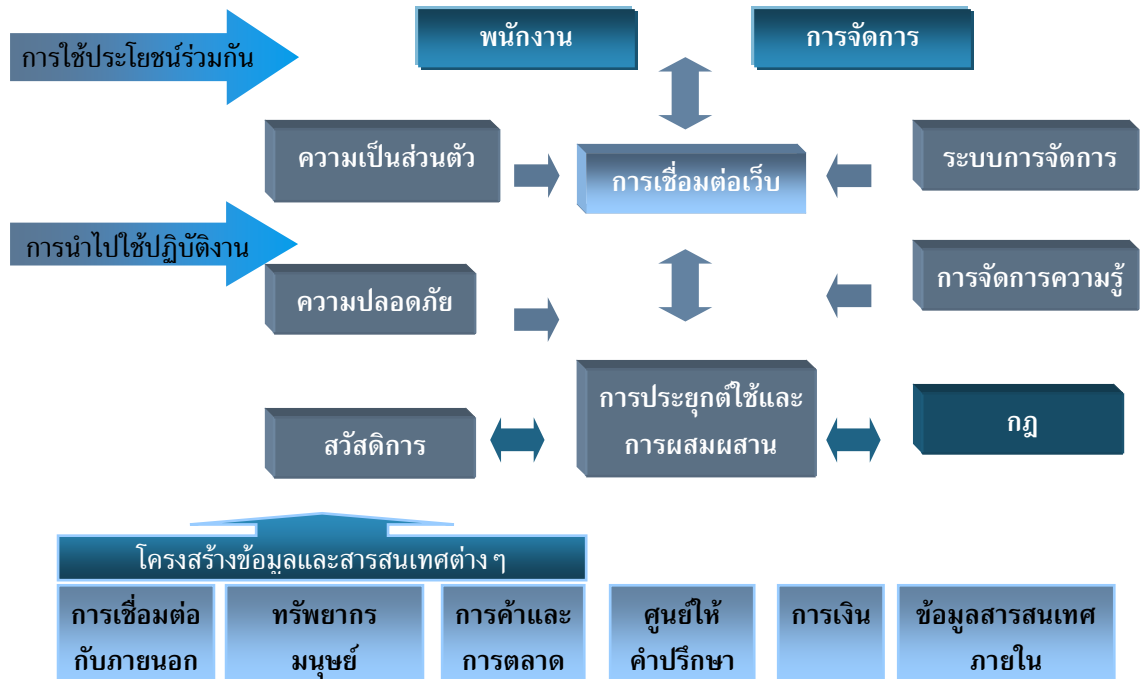 พนักงาน
การจัดการ
การใช้ประโยชน์ร่วมกัน
ความเป็นส่วนตัว
การเชื่อมต่อเว็บ
ระบบการจัดการ
การนำไปใช้ปฏิบัติงาน
ความปลอดภัย
การจัดการความรู้
การประยุกต์ใช้และ
การผสมผสาน
สวัสดิการ
กฎ
โครงสร้างข้อมูลและสารสนเทศต่าง ๆ
การเชื่อมต่อ
กับภายนอก
ทรัพยากร
มนุษย์
การค้าและ
การตลาด
ศูนย์ให้
คำปรึกษา
การเงิน
ข้อมูลสารสนเทศ
ภายใน